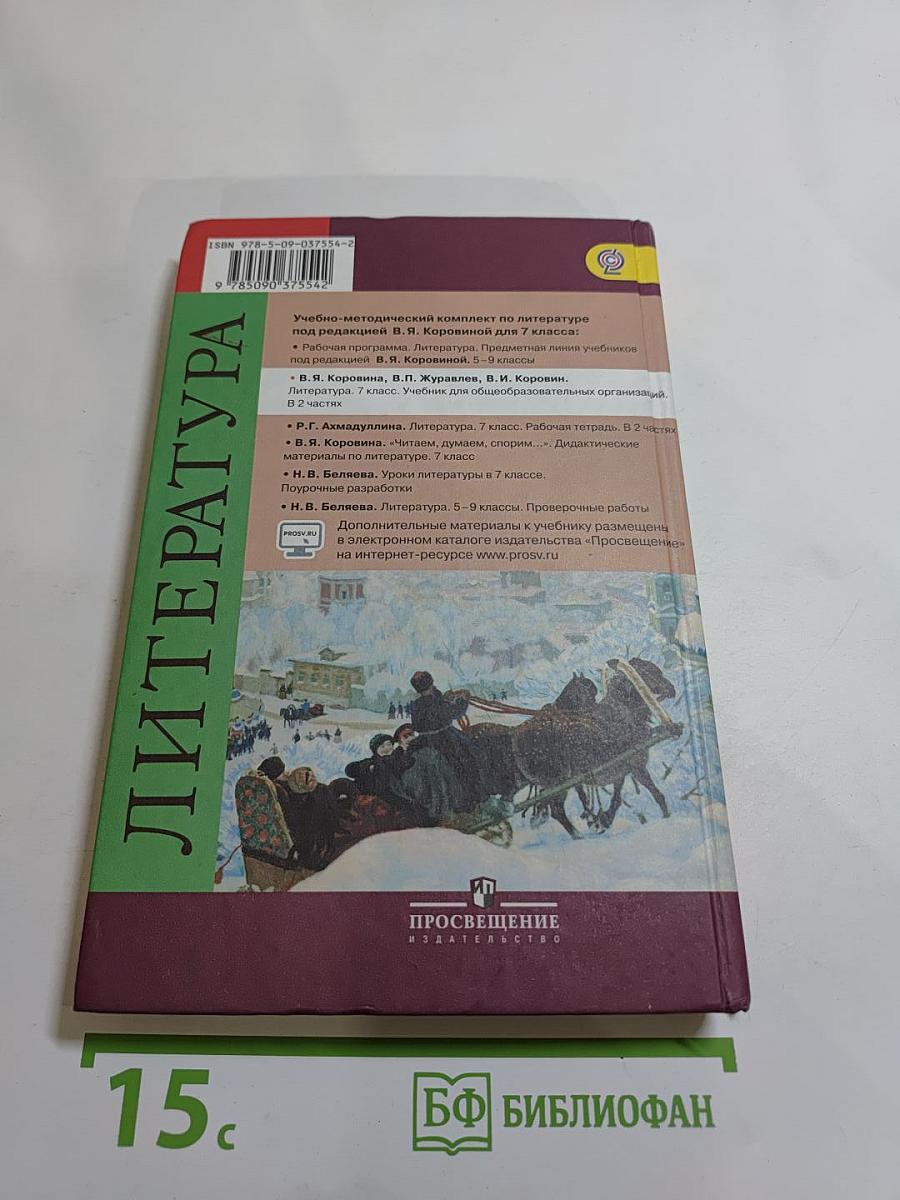 ISBN 978-5-09-037554-2
9 785090 375542
ЛИТЕРАТУРА
Учебно-методический комплект по литературе
под редакцией В.Я. Коровиной для 7 класса:
• Рабочая программа. Литература. Предметная линия учебников
под редакцией В.Я. Коровиной. 5–9 классы
• В.Я. Коровина, В.П. Журавлев, В.И. Коровин.
Литература. 7 класс. Учебник для общеобразовательных организаций.
В 2 частях
• Р.Г. Ахмадуллина. Литература. 7 класс. Рабочая тетрадь. В 2 частях
• В.Я. Коровина. «Читаем, думаем, спорим...». Дидактические
материалы по литературе. 7 класс
• Н.В. Беляева. Уроки литературы в 7 классе.
Поурочные разработки
• Н.В. Беляева. Литература. 5–9 классы. Проверочные работы
PROSV.RU
Дополнительные материалы к учебнику размещены
в электронном каталоге издательства «Просвещение»
на интернет-ресурсе www.prosv.ru
ПРОСВЕЩЕНИЕ
ИЗДАТЕЛЬСТВО
15 с
БФ БИБЛИОФАН